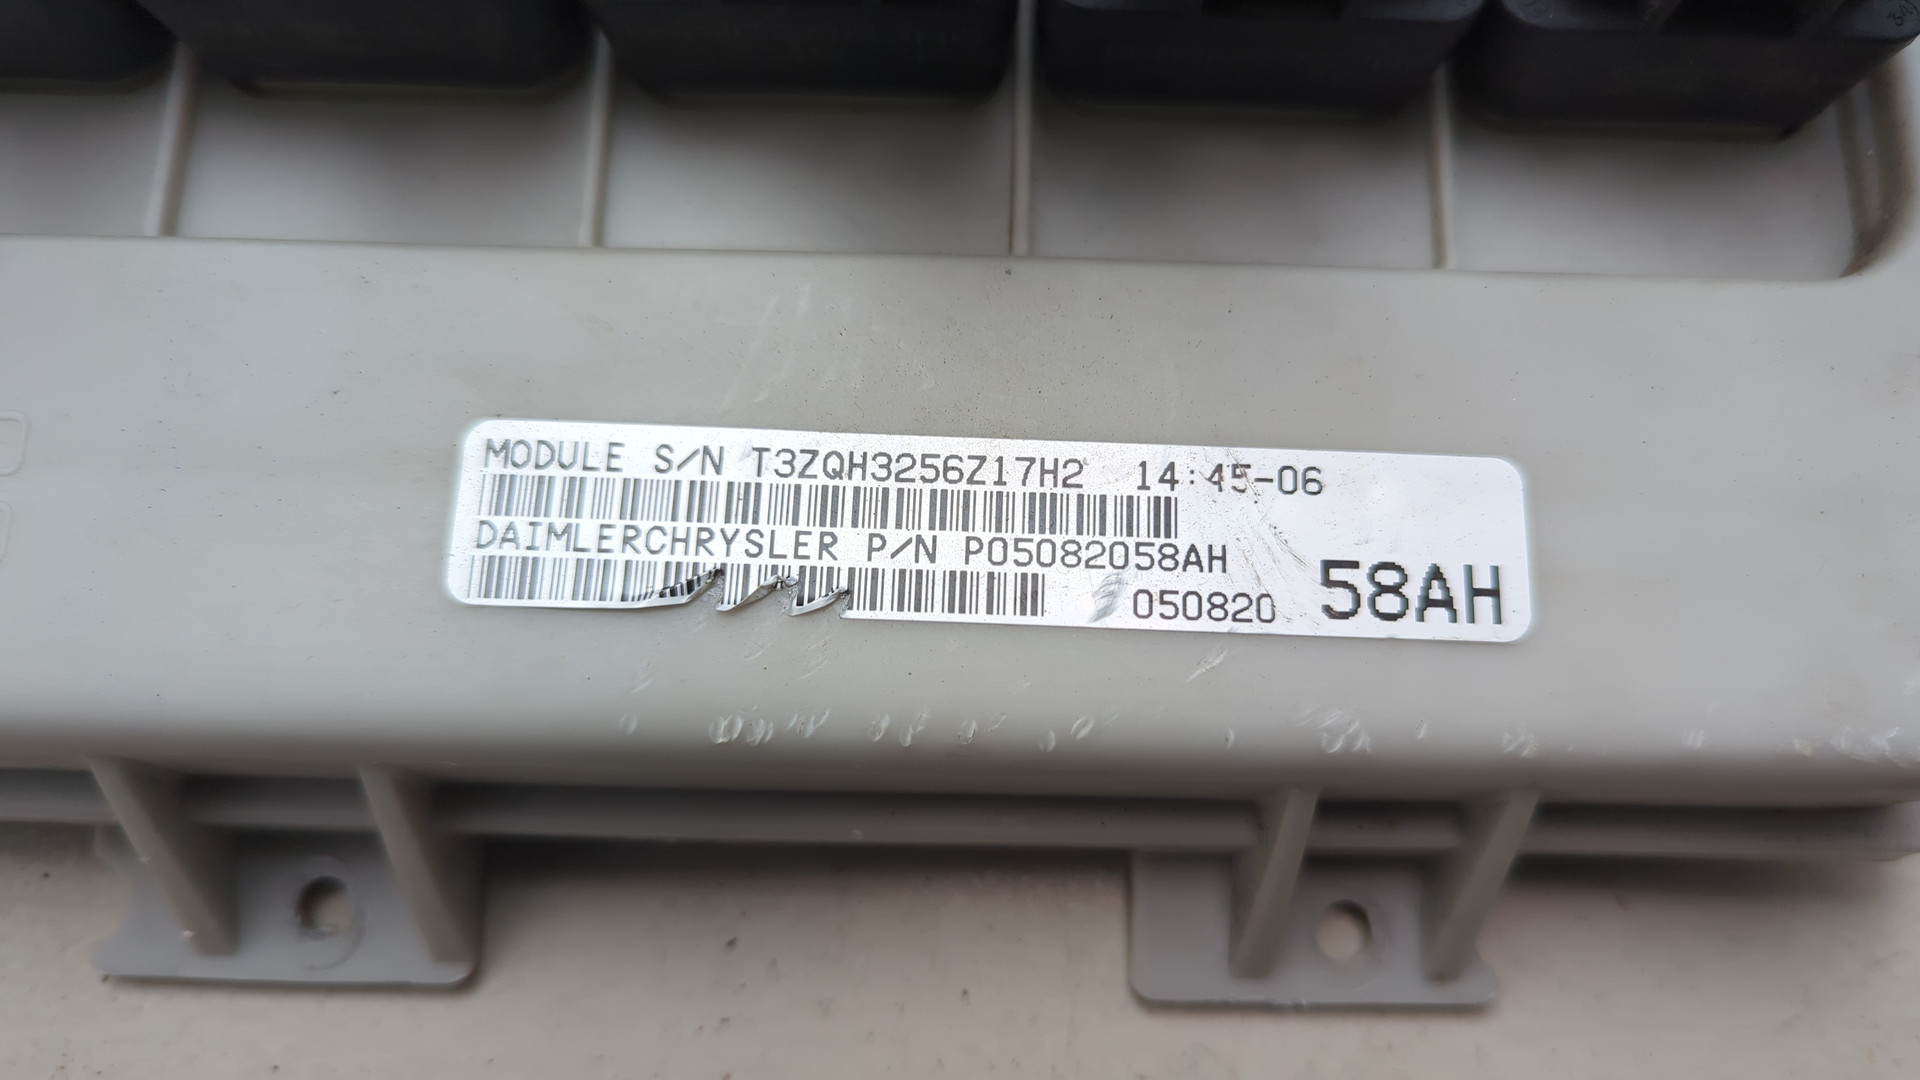 MODULE S/N T3ZQH3256Z17H2 14:45-06
DAIMLERCHRYSLER P/N P05082058AH
050820 58AH